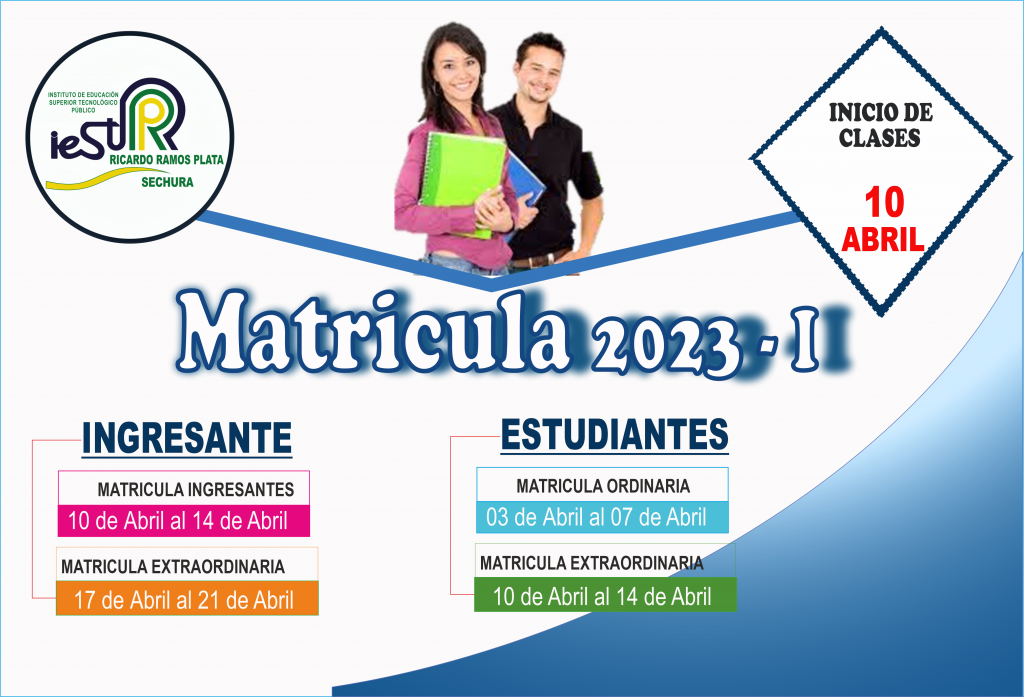 INSTITUTO DE EDUCACIÓN
SUPERIOR TECNOLÓGICO
PÚBLICO
iesTPRRP
RICARDO RAMOS PLATA
SECHURA
INICIO DE
CLASES
10
ABRIL
Matricula 2023 - I
INGRESANTE
MATRICULA INGRESANTES
10 de Abril al 14 de Abril
MATRICULA EXTRAORDINARIA
17 de Abril al 21 de Abril
ESTUDIANTES
MATRICULA ORDINARIA
03 de Abril al 07 de Abril
MATRICULA EXTRAORDINARIA
10 de Abril al 14 de Abril